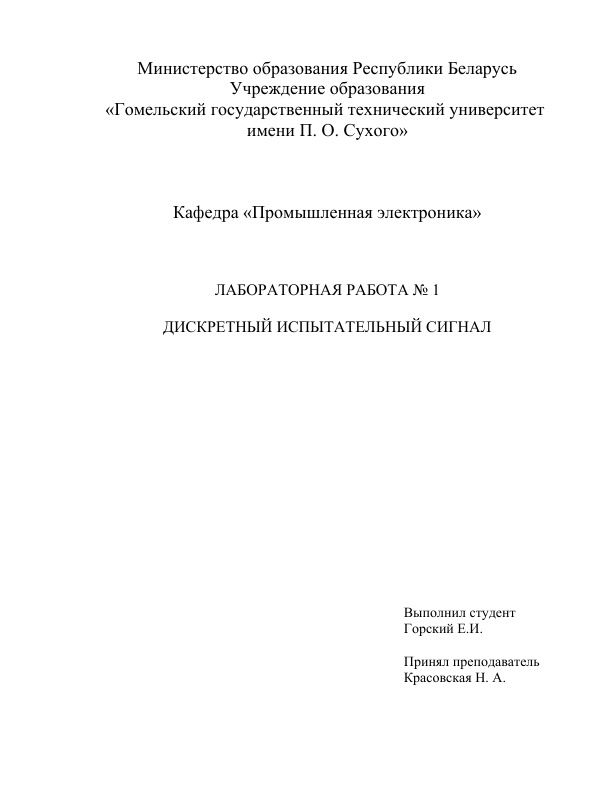 Министерство образования Республики Беларусь
Учреждение образования
«Гомельский государственный технический университет
имени П. О. Сухого»
Кафедра «Промышленная электроника»
ЛАБОРАТОРНАЯ РАБОТА № 1
ДИСКРЕТНЫЙ ИСПЫТАТЕЛЬНЫЙ СИГНАЛ
Выполнил студент
Горский Е.И.
Принял преподаватель
Красовская Н. А.